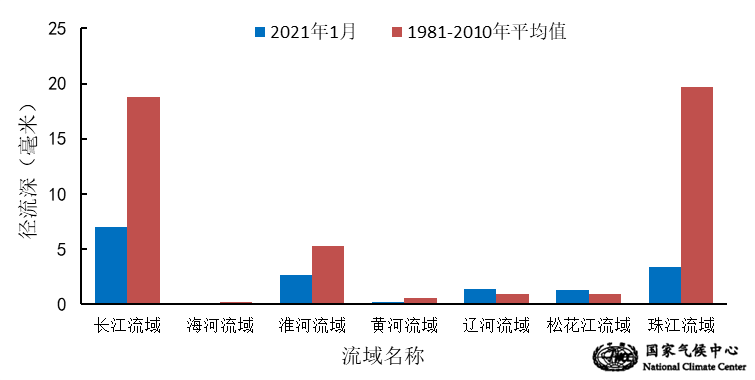 2021年1月 1981-2010年平均值
25
20
15
10
5
0
径流深（毫米）
长江流域 海河流域 淮河流域 黄河流域 辽河流域 松花江流域 珠江流域
流域名称
国家气候中心
National Climate Center